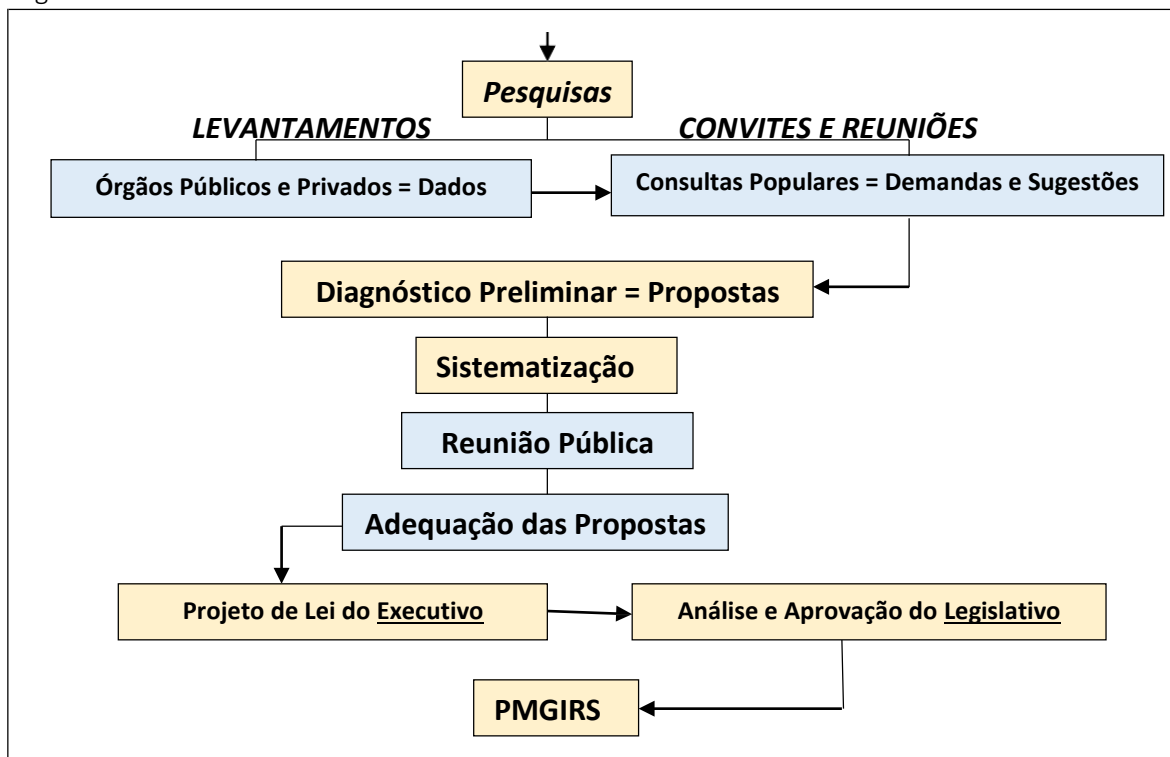 Pesquisas
LEVANTAMENTOS
CONVITES E REUNIÕES
Órgãos Públicos e Privados = Dados
Consultas Populares = Demandas e Sugestões
Diagnóstico Preliminar = Propostas
Sistematização
Reunião Pública
Adequação das Propostas
Projeto de Lei do Executivo
Análise e Aprovação do Legislativo
PMGIRS